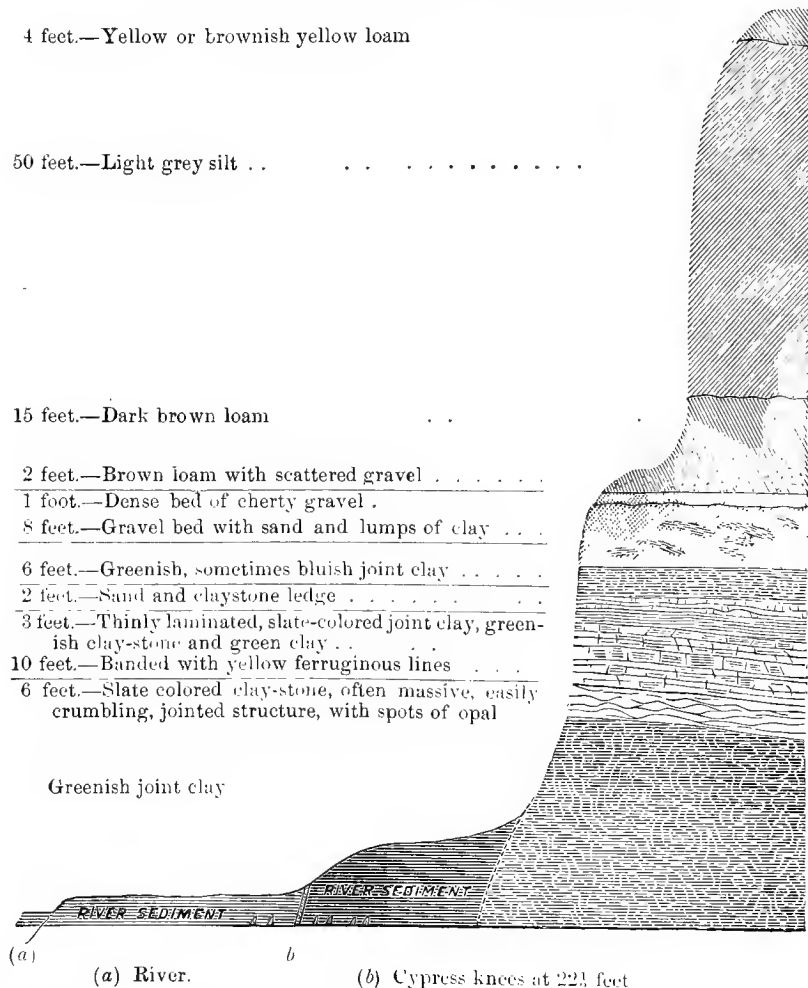 4 feet.—Yellow or brownish yellow loam
50 feet.—Light grey silt . . . . . . . . . . . . .
15 feet.—Dark brown loam . . .
2 feet.—Brown loam with scattered gravel . . . . . .
1 foot.—Dense bed of cherty gravel .
8 feet.—Gravel bed with sand and lumps of clay . . .
6 feet.—Greenish, sometimes bluish joint clay . . . . .
2 feet.—Sand and claystone ledge . . . . . . . . .
3 feet.—Thinly laminated, slate-colored joint clay, green-
ish clay-stone and green clay . . . .
10 feet.—Banded with yellow ferruginous lines . . .
6 feet.—Slate colored clay-stone, often massive, easily
crumbling, jointed structure, with spots of opal
Greenish joint clay
RIVER SEDIMENT
RIVER SEDIMENT
(a) b
(a) River. (b) Cypress knees at feet